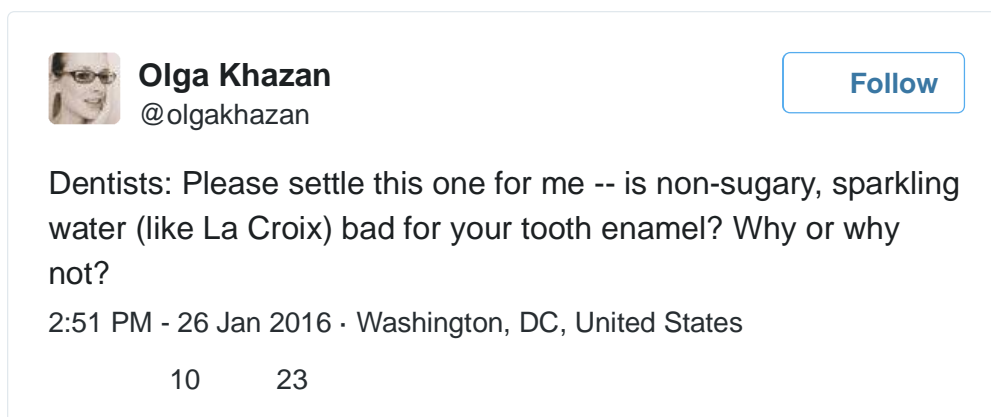 Olga Khazan
Follow
@olgakhazan
Dentists: Please settle this one for me -- is non-sugary, sparkling
water (like La Croix) bad for your tooth enamel? Why or why
not?
2:51 PM - 26 Jan 2016 · Washington, DC, United States
10 23